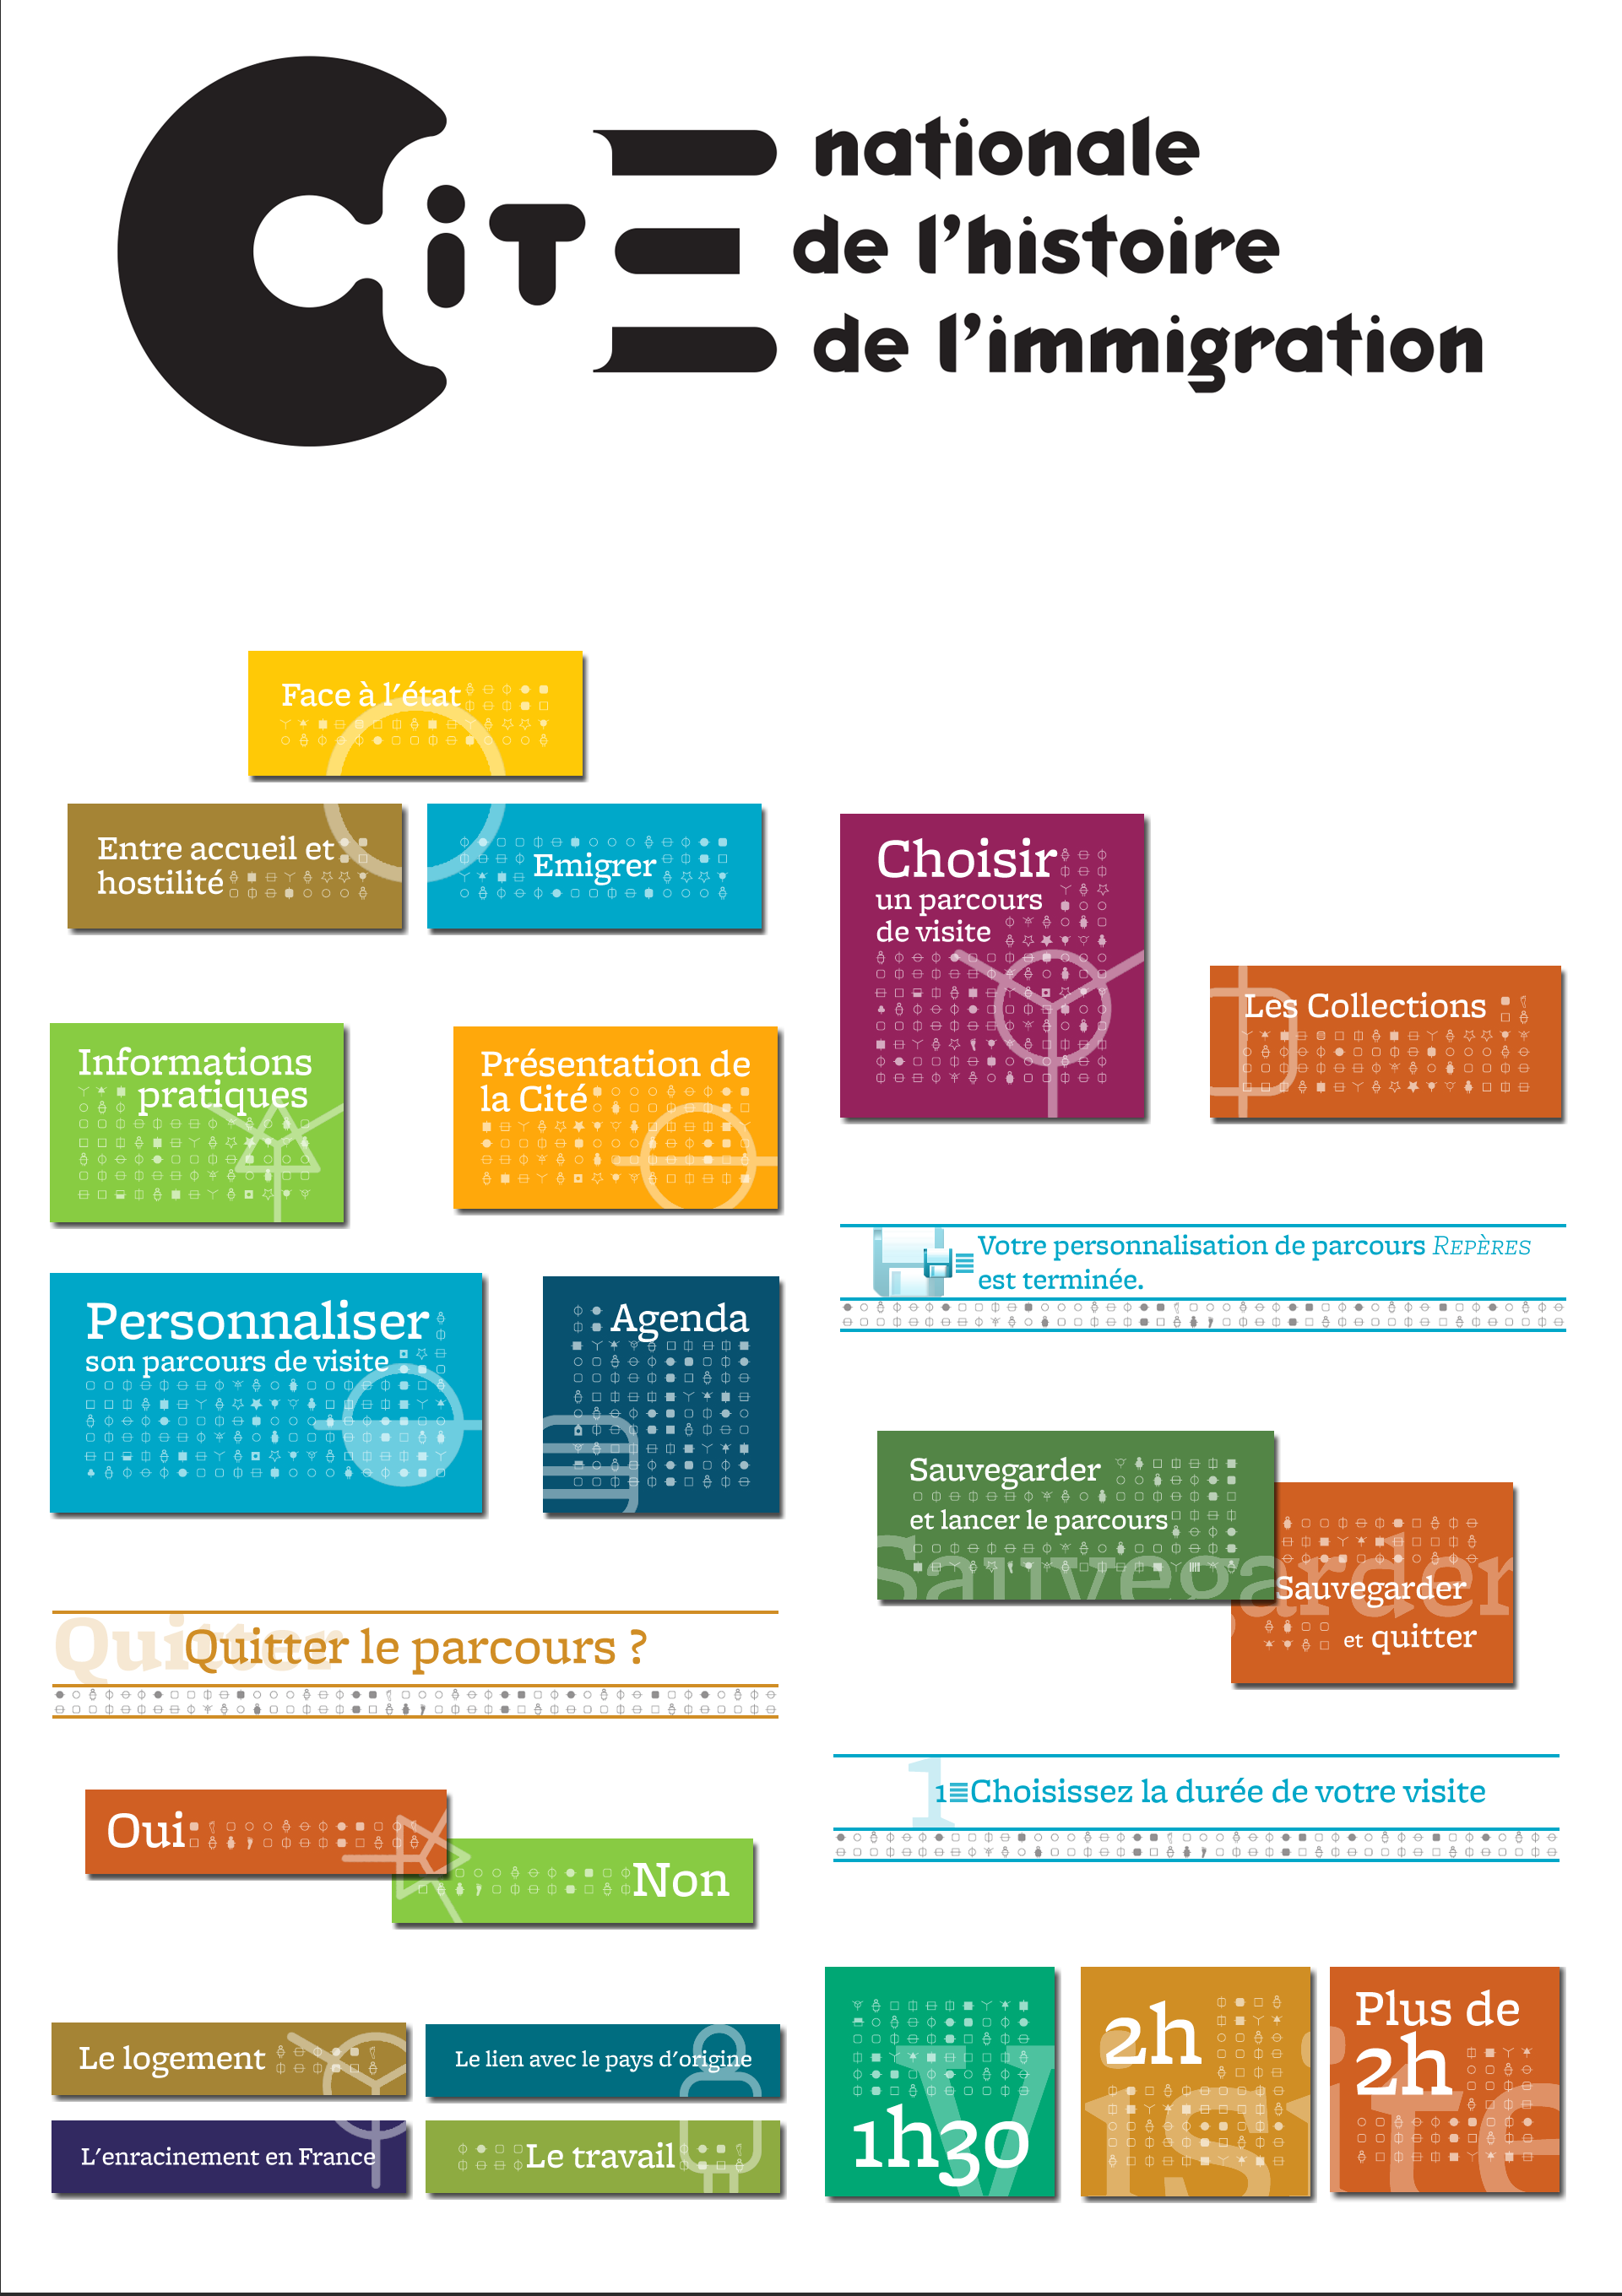 Cité
nationale
de l'histoire
de l'immigration
Face à l'état
Entre accueil et
hostilité
Emigrer
Informations
pratiques
Présentation de
la Cité
Personnaliser
son parcours de visite
Agenda
Quitter
Quitter le parcours ?
Oui
Non
Le logement
Le lien avec le pays d'origine
L'enracinement en France
Le travail
Choisir
un parcours
de visite
Les Collections
Votre personnalisation de parcours REPÈRES
est terminée.
Sauvegarder
et lancer le parcours
Sauvegarder
Sauvegarder
et quitter
1
1 Choisissez la durée de votre visite
1h30
2h
Plus de
2h
Visite